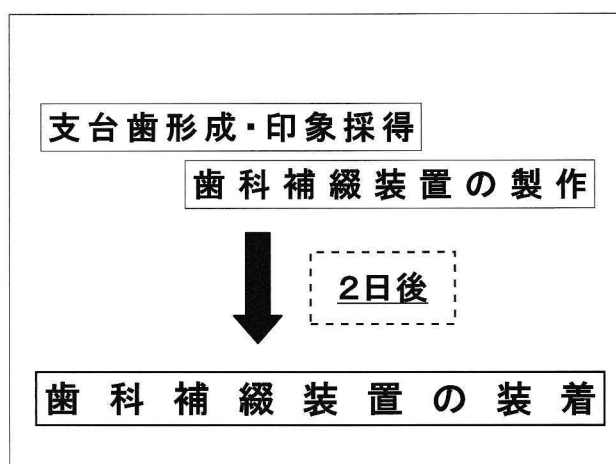 支台歯形成・印象採得
歯科補綴装置の製作
2日後
歯科補綴装置の装着